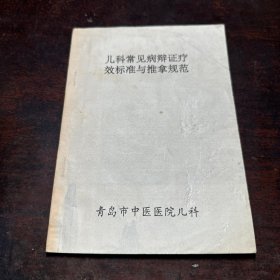 儿科常见病辩证疗
效标准与推拿规范
青岛市中医医院儿科